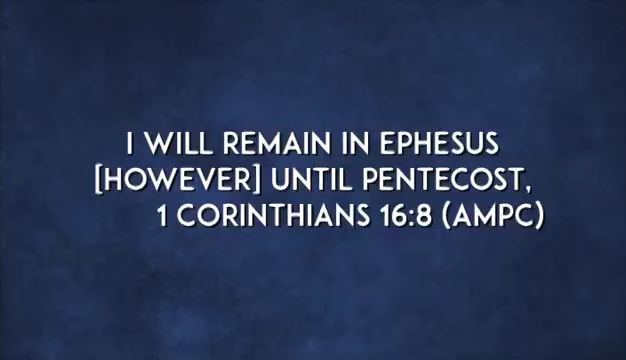 I WILL REMAIN IN EPHESUS
[HOWEVER] UNTIL PENTECOST,
1 CORINTHIANS 16:8 (AMPC)